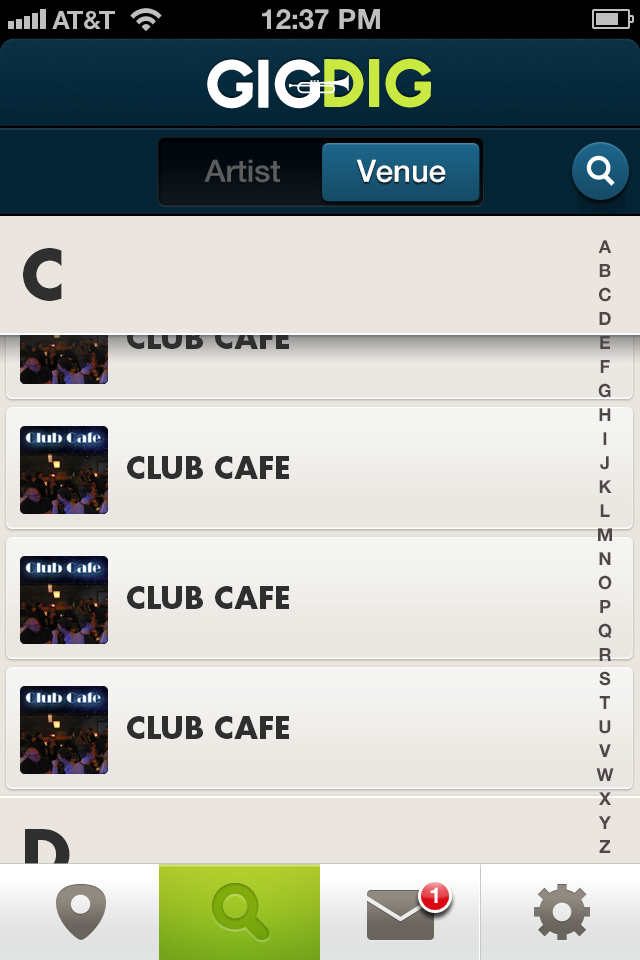 AT&T 12:37 PM
GIGDIG
Artist Venue
C
CLUB CAFE
Club Cafe
CLUB CAFE
Club Cafe
CLUB CAFE
Club Cafe
CLUB CAFE
D
A
B
C
D
E
F
G
H
I
J
K
L
M
N
O
P
Q
R
S
T
U
V
W
X
Y
Z
1